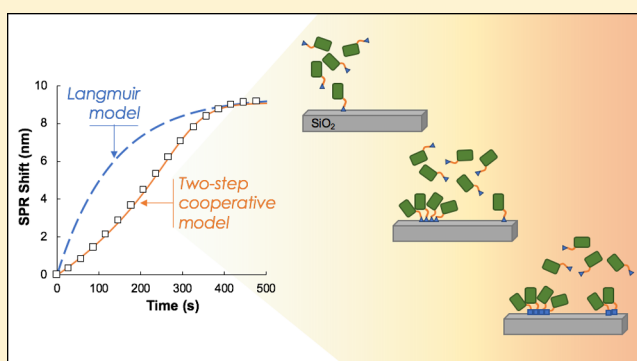 SPR Shift (nm)
10
8
6
4
2
0
Langmuir
model
Two-step
cooperative
model
0 100 200 300 400 500
Time (s)
SiO₂